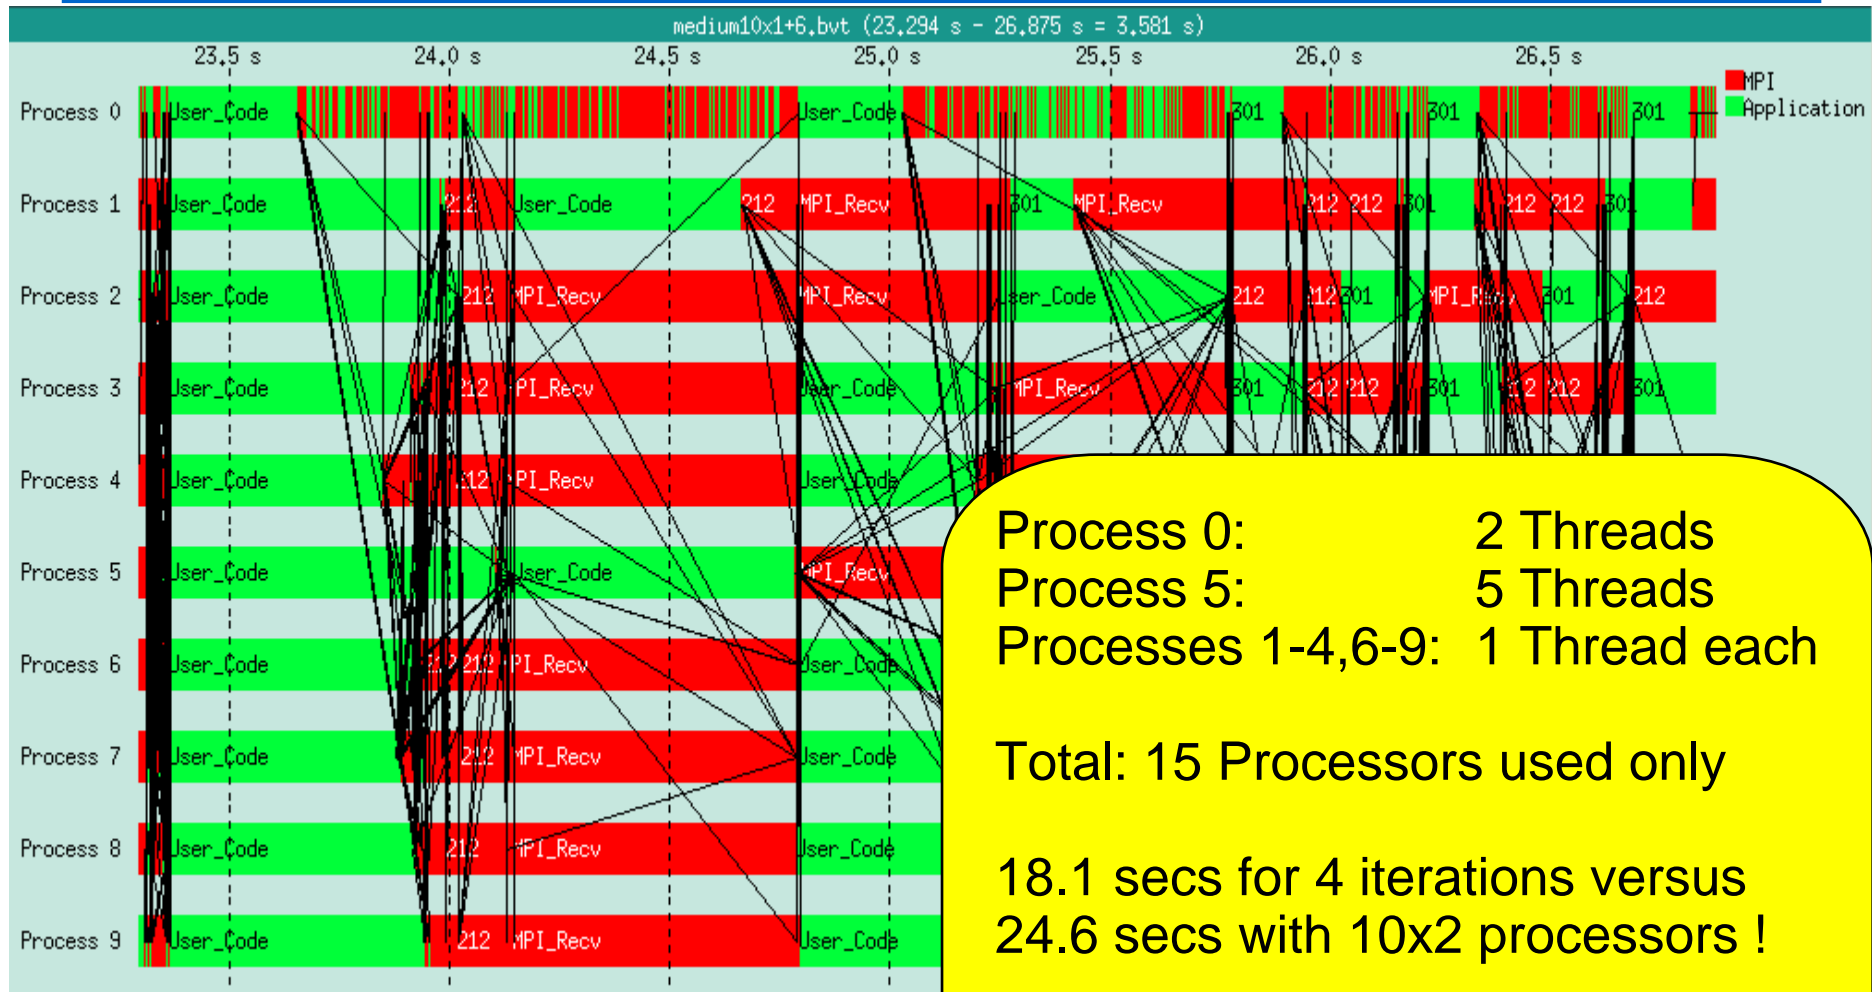 medium10x1+6.bvt (23.294 s - 26.875 s = 3.581 s)
23.5 s 24.0 s 24.5 s 25.0 s 25.5 s 26.0 s 26.5 s
MPI
Application
Process 0 User_Code User_Code 301 301 301
Process 1 User_Code 212 User_Code 212 MPI_Recv 301 MPI_Recv 212 212 301 212 212 301
Process 2 User_Code 212 MPI_Recv MPI_Recv User_Code 212 212 301 MPI_Recv 301 212
Process 3 User_Code 212 MPI_Recv User_Code MPI_Recv 301 212 212 301 212 212 301
Process 4 User_Code 212 MPI_Recv User_Code
Process 5 User_Code User_Code MPI_Recv
Process 6 User_Code 212 212 MPI_Recv User_Code
Process 7 User_Code 212 MPI_Recv User_Code
Process 8 User_Code 212 MPI_Recv User_Code
Process 9 User_Code 212 MPI_Recv User_Code
Process 0: 2 Threads
Process 5: 5 Threads
Processes 1-4,6-9: 1 Thread each
Total: 15 Processors used only
18.1 secs for 4 iterations versus
24.6 secs with 10x2 processors !